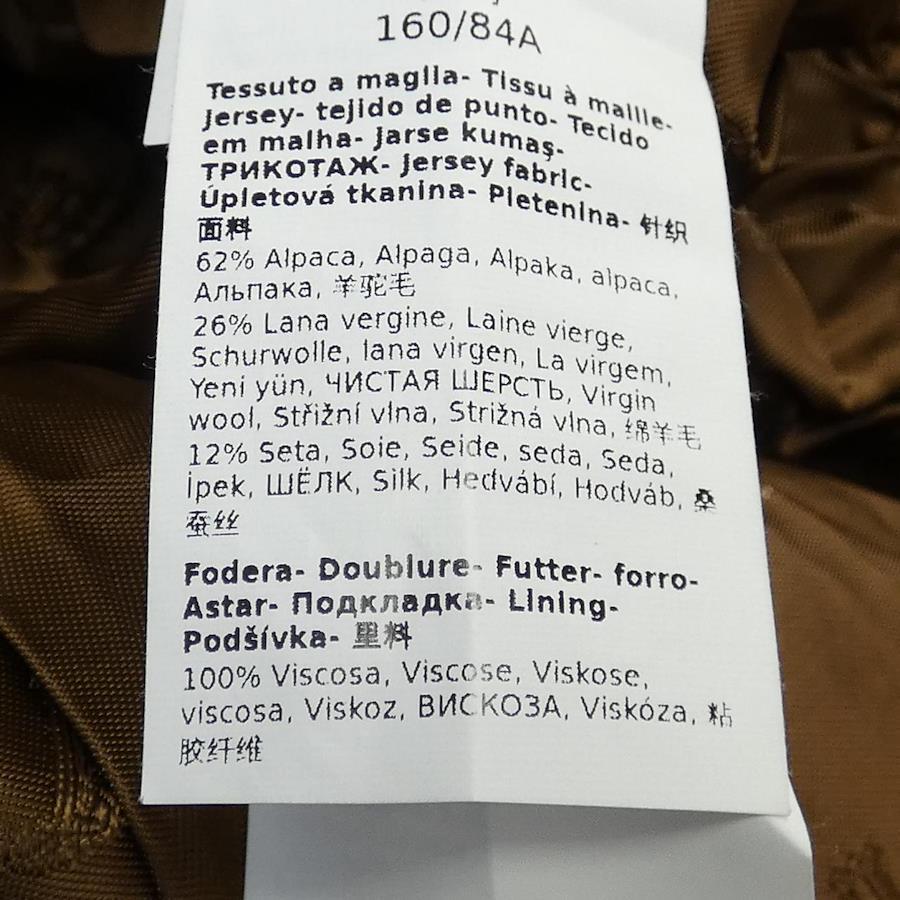 160/84A
Tessuto a maglia- Tissu à maille-
Jersey- tejido de punto- Tecido
em malha- Jarse kumaş-
ТРИКОТАЖ- Jersey fabric-
Úpletová tkanina- Pletenina- 针织
面料
62% Alpaca, Alpaga, Alpaka, alpaca,
Альпака, 羊驼毛
26% Lana vergine, Laine vierge,
Schurwolle, lana virgen, La virgem,
Yeni yün, ЧИСТАЯ ШЕРСТЬ, Virgin
wool, Střižní vlna, Strižná vlna, 绵羊毛
12% Seta, Soie, Seide, seda, Seda,
İpek, ШЁЛК, Silk, Hedvábí, Hodváb, 桑
蚕丝
Fodera- Doublure- Futter- forro-
Astar- Подкладка- Lining-
Podšívka- 里料
100% Viscosa, Viscose, Viskose,
viscosa, Viskoz, ВИСКОЗА, Viskóza, 粘
胶纤维